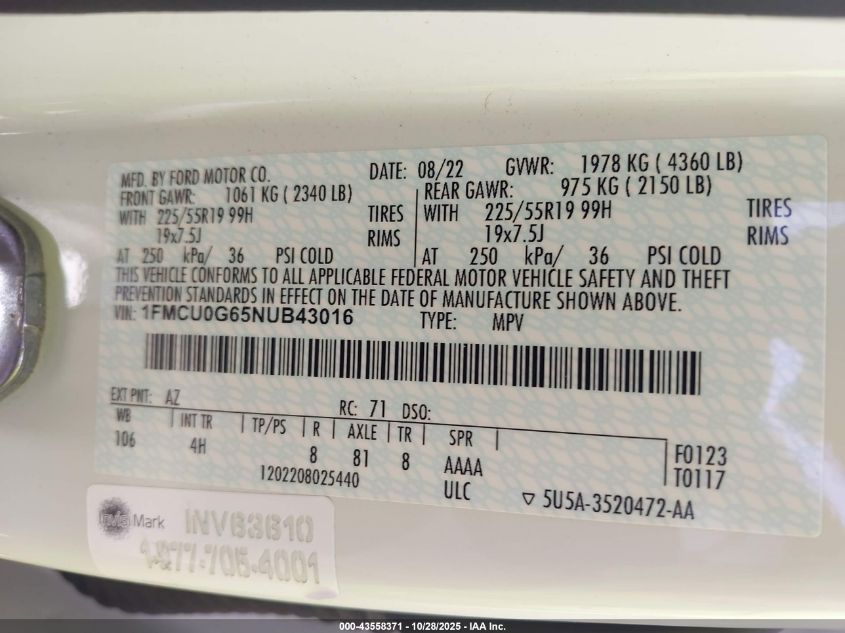 MFD. BY FORD MOTOR CO. DATE: 08/22 GVWR: 1978 KG ( 4360 LB)
FRONT GAWR: 1061 KG ( 2340 LB) REAR GAWR: 975 KG ( 2150 LB)
WITH 225/55R19 99H TIRES WITH 225/55R19 99H TIRES
19x7.5J RIMS 19x7.5J RIMS
AT 250 kPa/ 36 PSI COLD AT 250 kPa/ 36 PSI COLD
THIS VEHICLE CONFORMS TO ALL APPLICABLE FEDERAL MOTOR VEHICLE SAFETY AND THEFT
PREVENTION STANDARDS IN EFFECT ON THE DATE OF MANUFACTURE SHOWN ABOVE.
VIN: 1FMCU0G65NUB43016 TYPE: MPV
EXT PNT: AZ RC: 71 DSO:
WB INT TR TP/PS R AXLE TR SPR
106 4H 8 81 8 AAAA F0123
1202208025440 ULC T0117
5U5A-3520472-AA
Mark INV63610
1-877-706-4001
000-43558371 | 10/28/2025 - IAA Inc.